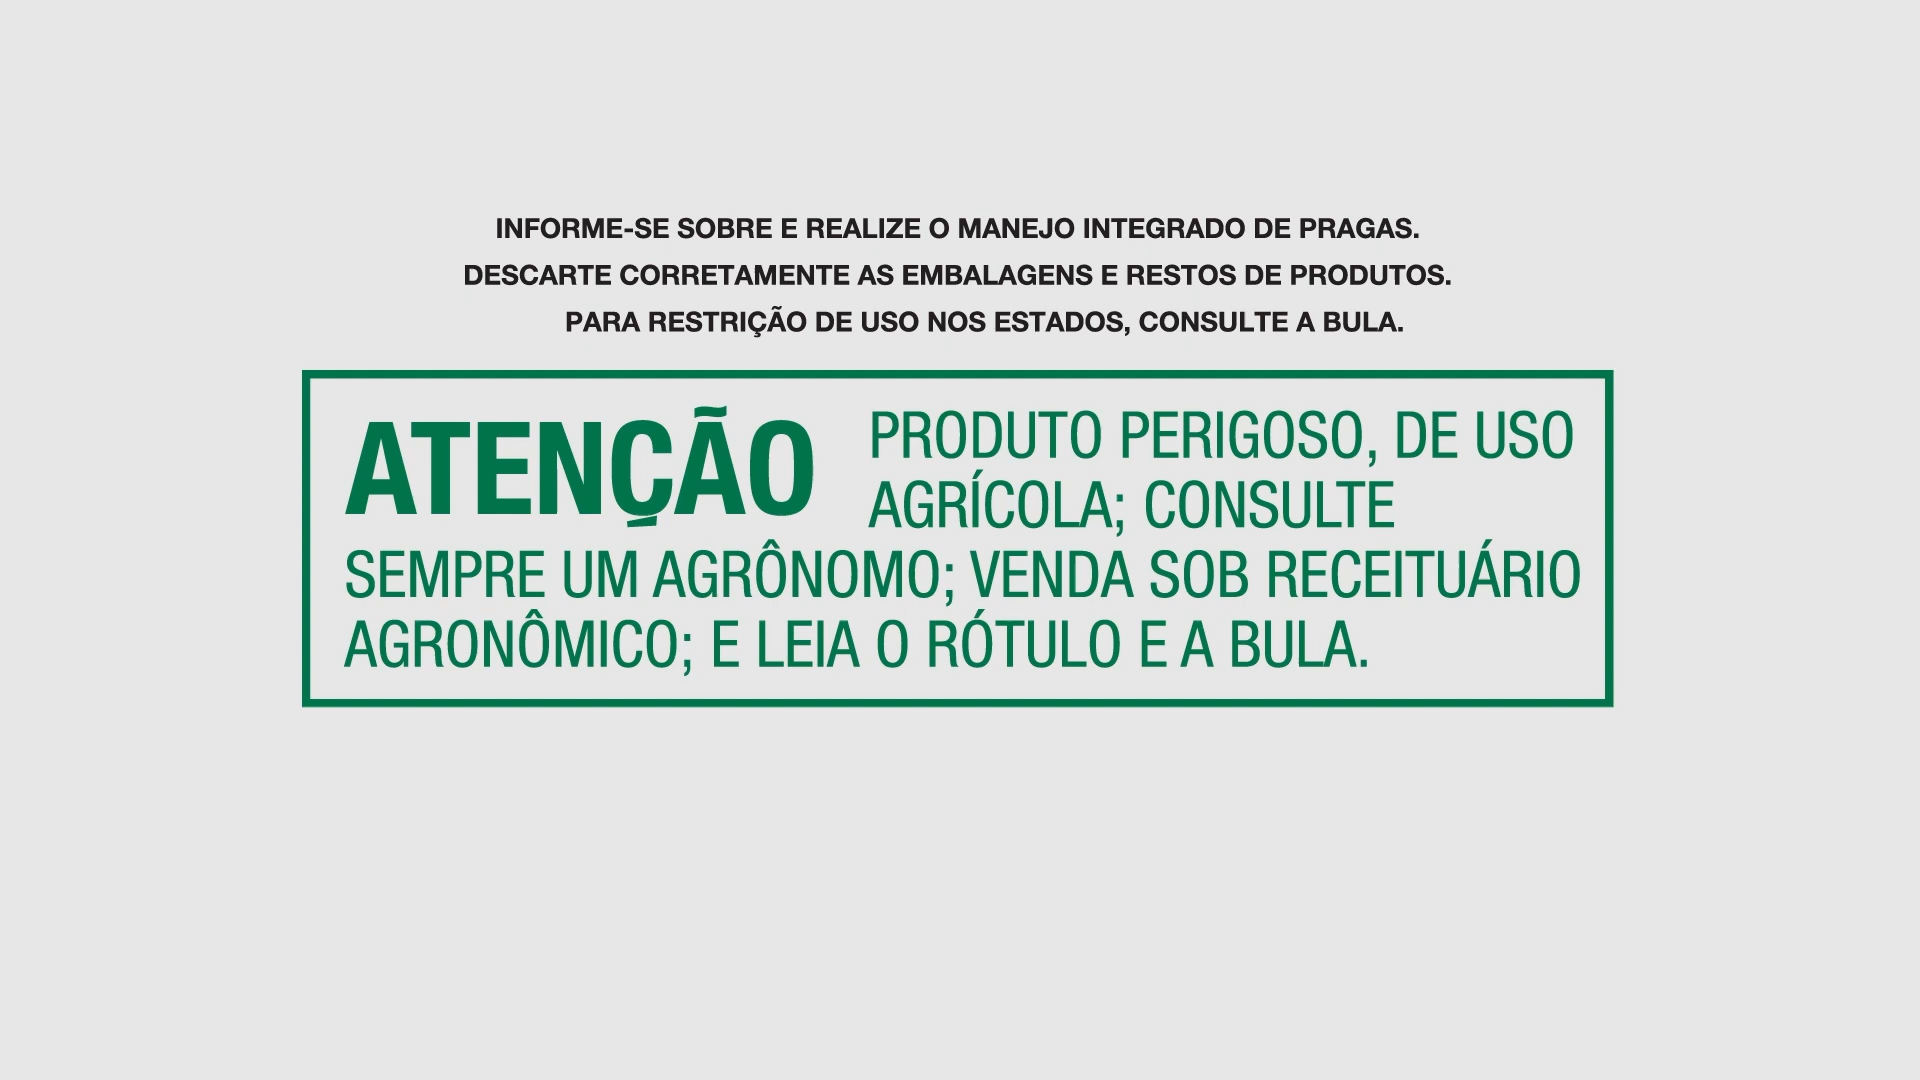 INFORME-SE SOBRE E REALIZE O MANEJO INTEGRADO DE PRAGAS.
DESCARTE CORRETAMENTE AS EMBALAGENS E RESTOS DE PRODUTOS.
PARA RESTRIÇÃO DE USO NOS ESTADOS, CONSULTE A BULA.
ATENÇÃO PRODUTO PERIGOSO, DE USO
AGRÍCOLA; CONSULTE
SEMPRE UM AGRÔNOMO; VENDA SOB RECEITUÁRIO
AGRONÔMICO; E LEIA O RÓTULO E A BULA.